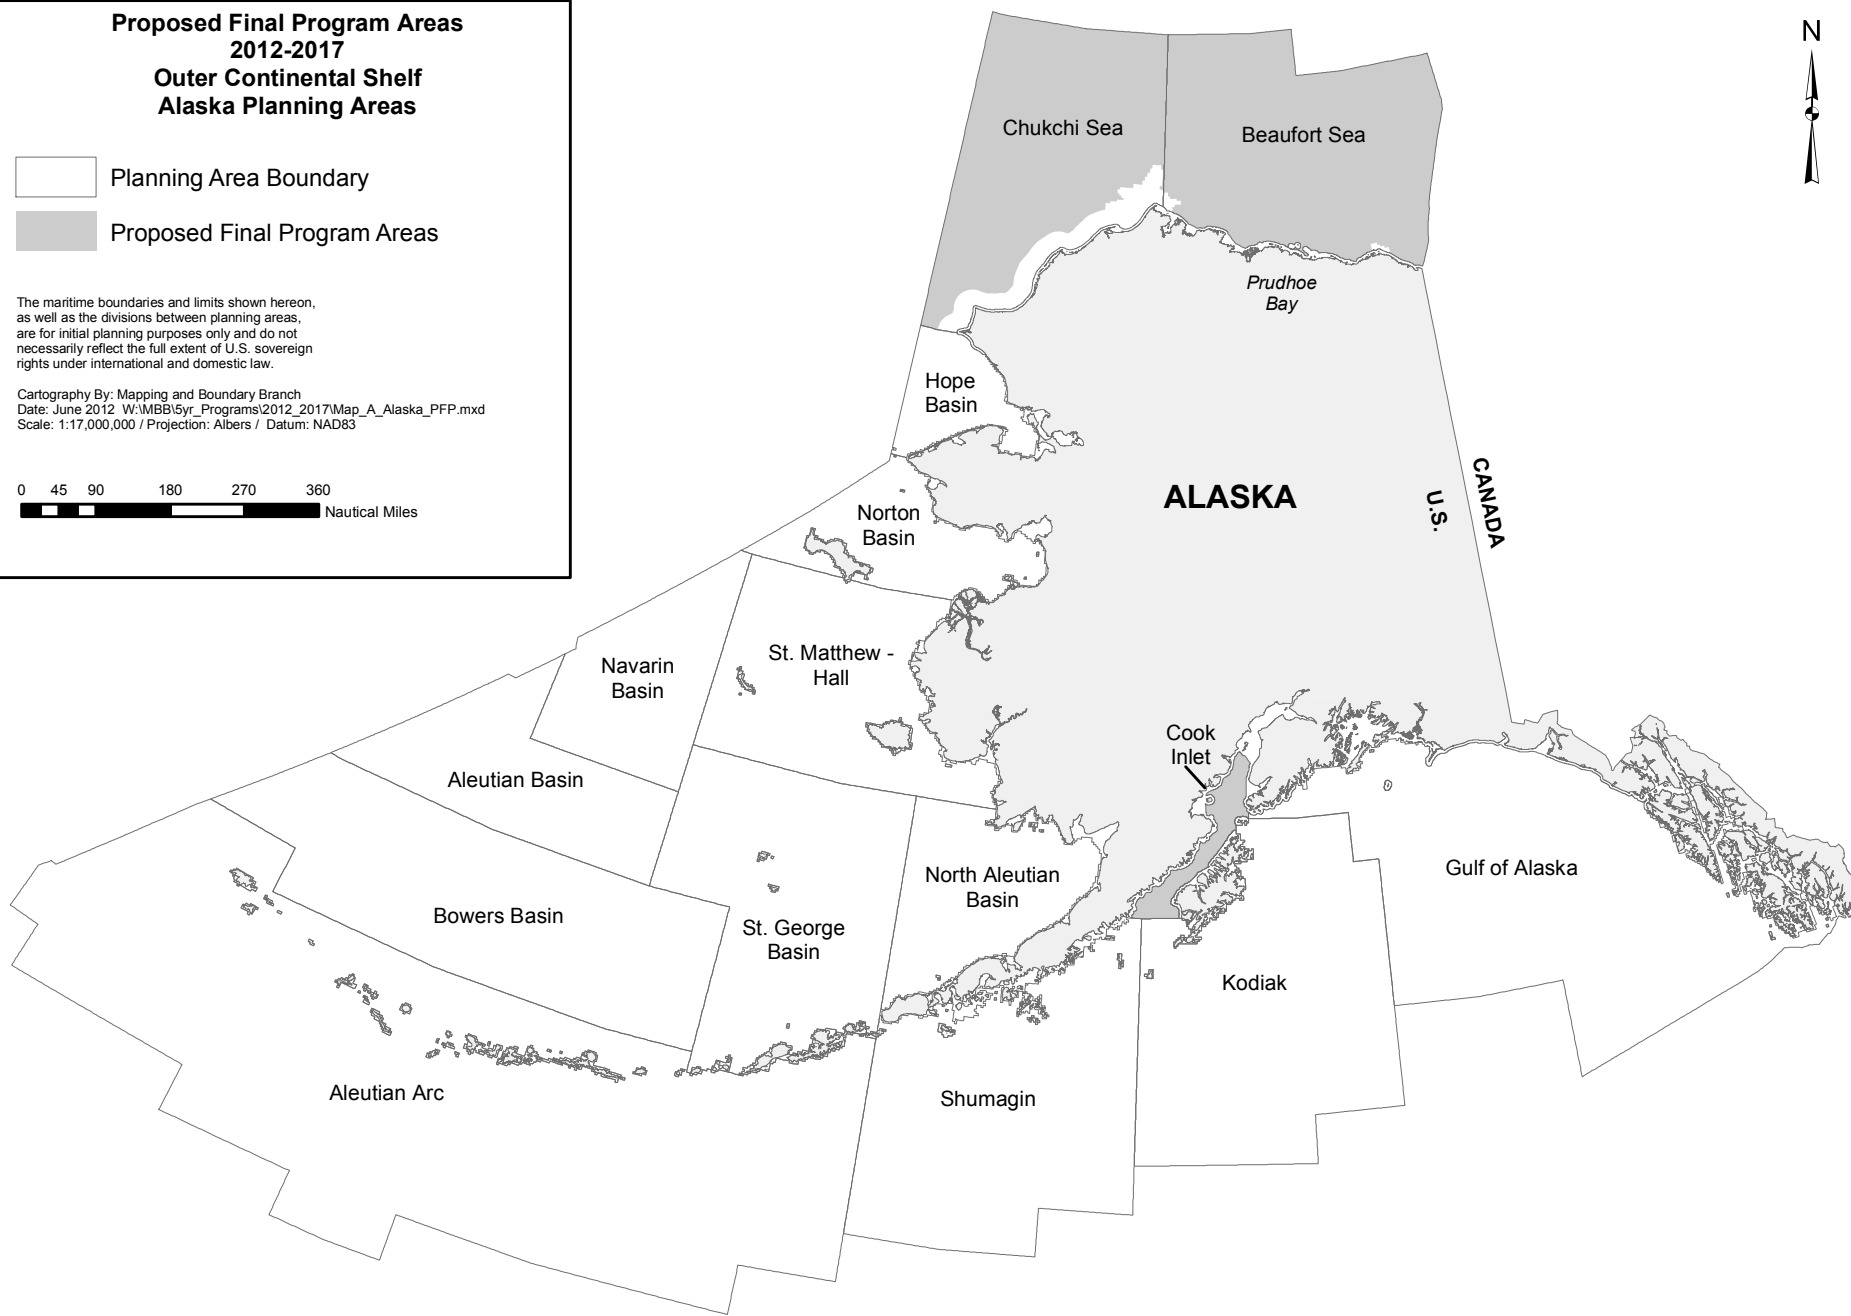 Proposed Final Program Areas
2012-2017
Outer Continental Shelf
Alaska Planning Areas
Planning Area Boundary
Proposed Final Program Areas
The maritime boundaries and limits shown hereon,
as well as the divisions between planning areas,
are for initial planning purposes only and do not
necessarily reflect the full extent of U.S. sovereign
rights under international and domestic law.
Cartography By: Mapping and Boundary Branch
Date: June 2012 W:\MBB\5yr_Programs\2012_2017\Map_A_Alaska_PFP.mxd
Scale: 1:17,000,000 / Projection: Albers / Datum: NAD83
0 45 90 180 270 360
Nautical Miles
N
Chukchi Sea
Beaufort Sea
Prudhoe
Bay
Hope
Basin
ALASKA
U.S.
CANADA
Norton
Basin
Navarin
Basin
St. Matthew -
Hall
Cook
Inlet
Aleutian Basin
North Aleutian
Basin
Gulf of Alaska
Bowers Basin
St. George
Basin
Kodiak
Aleutian Arc
Shumagin